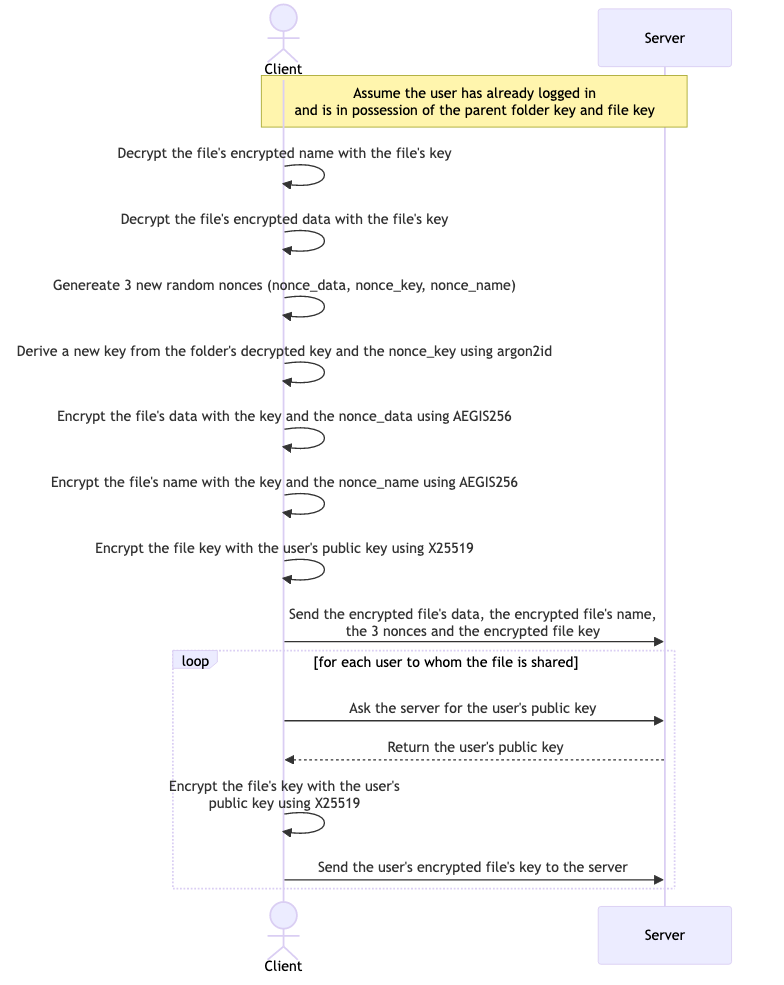 Server
Client
Assume the user has already logged in
and is in possession of the parent folder key and file key
Decrypt the file's encrypted name with the file's key
Decrypt the file's encrypted data with the file's key
Genereate 3 new random nonces (nonce_data, nonce_key, nonce_name)
Derive a new key from the folder's decrypted key and the nonce_key using argon2id
Encrypt the file's data with the key and the nonce_data using AEGIS256
Encrypt the file's name with the key and the nonce_name using AEGIS256
Encrypt the file key with the user's public key using X25519
Send the encrypted file's data, the encrypted file's name,
the 3 nonces and the encrypted file key
loop
[for each user to whom the file is shared]
Ask the server for the user's public key
Return the user's public key
Encrypt the file's key with the user's
public key using X25519
Send the user's encrypted file's key to the server
Server
Client